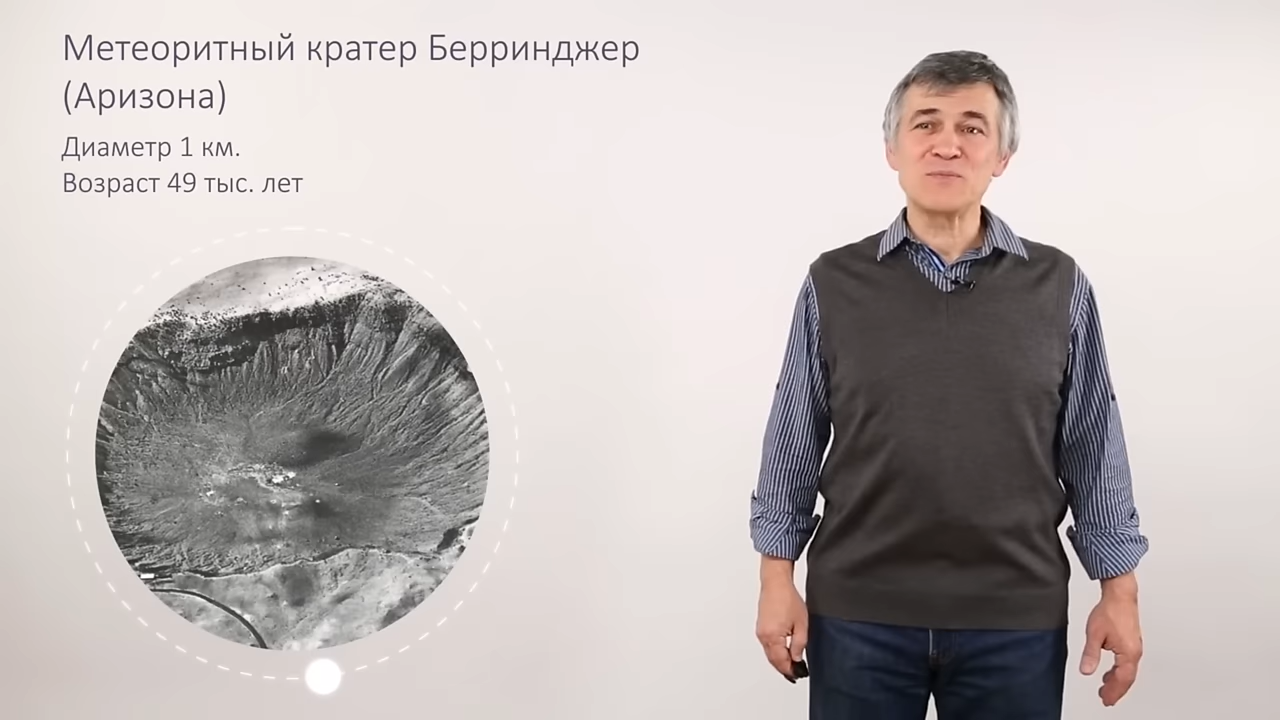 Метеоритный кратер Берринджер
(Аризона)
Диаметр 1 км.
Возраст 49 тыс. лет